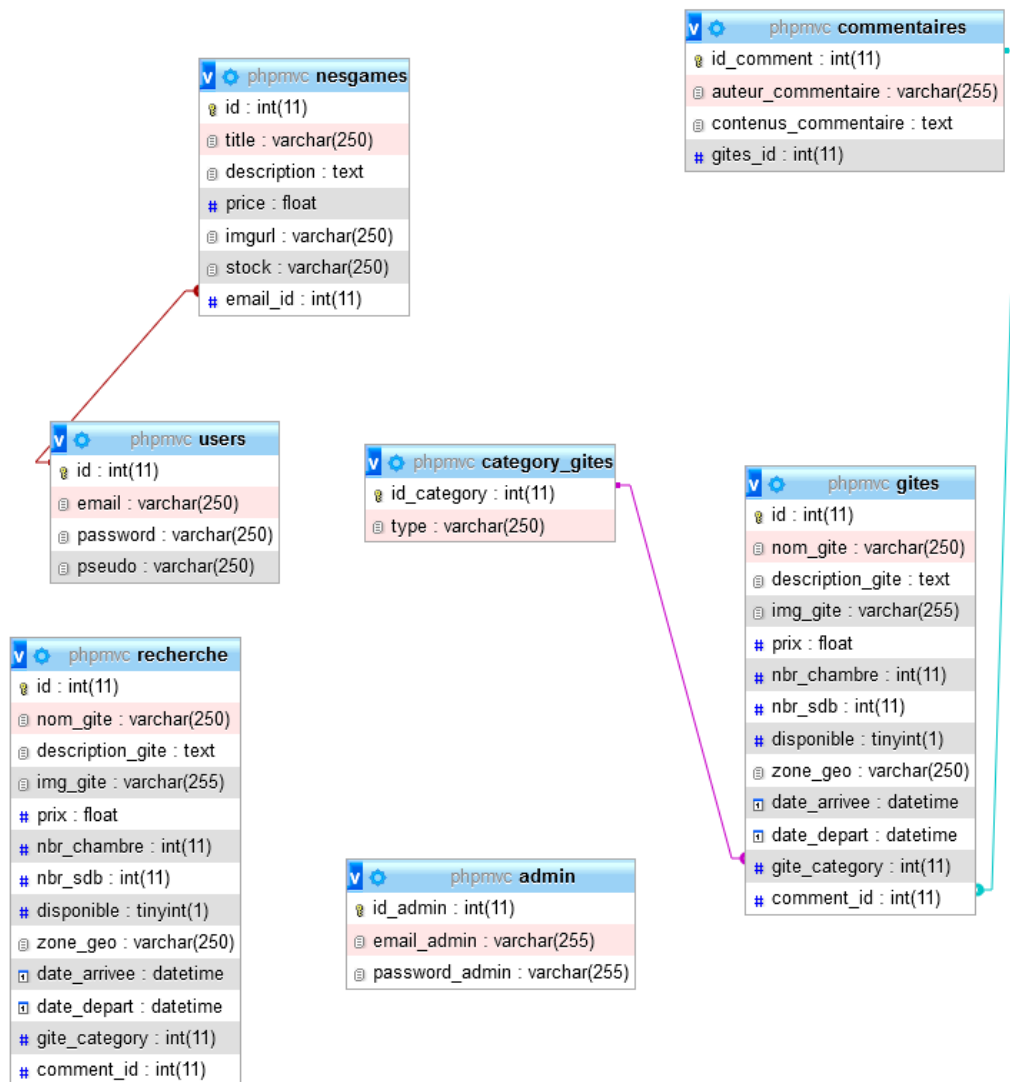 v phpmvc nesgames
id : int(11)
title : varchar(250)
description : text
# price : float
imgurl : varchar(250)
stock : varchar(250)
# email_id : int(11)
v phpmvc commentaires
id_comment : int(11)
auteur_commentaire : varchar(255)
contenus_commentaire : text
# gites_id : int(11)
v phpmvc users
id : int(11)
email : varchar(250)
password : varchar(250)
pseudo : varchar(250)
v phpmvc category_gites
id_category : int(11)
type : varchar(250)
v phpmvc gites
id : int(11)
nom_gite : varchar(250)
description_gite : text
img_gite : varchar(255)
# prix : float
# nbr_chambre : int(11)
# nbr_sdb : int(11)
# disponible : tinyint(1)
zone_geo : varchar(250)
date_arrivee : datetime
date_depart : datetime
# gite_category : int(11)
# comment_id : int(11)
v phpmvc recherche
id : int(11)
nom_gite : varchar(250)
description_gite : text
img_gite : varchar(255)
# prix : float
# nbr_chambre : int(11)
# nbr_sdb : int(11)
# disponible : tinyint(1)
zone_geo : varchar(250)
date_arrivee : datetime
date_depart : datetime
# gite_category : int(11)
# comment_id : int(11)
v phpmvc admin
id_admin : int(11)
email_admin : varchar(255)
password_admin : varchar(255)